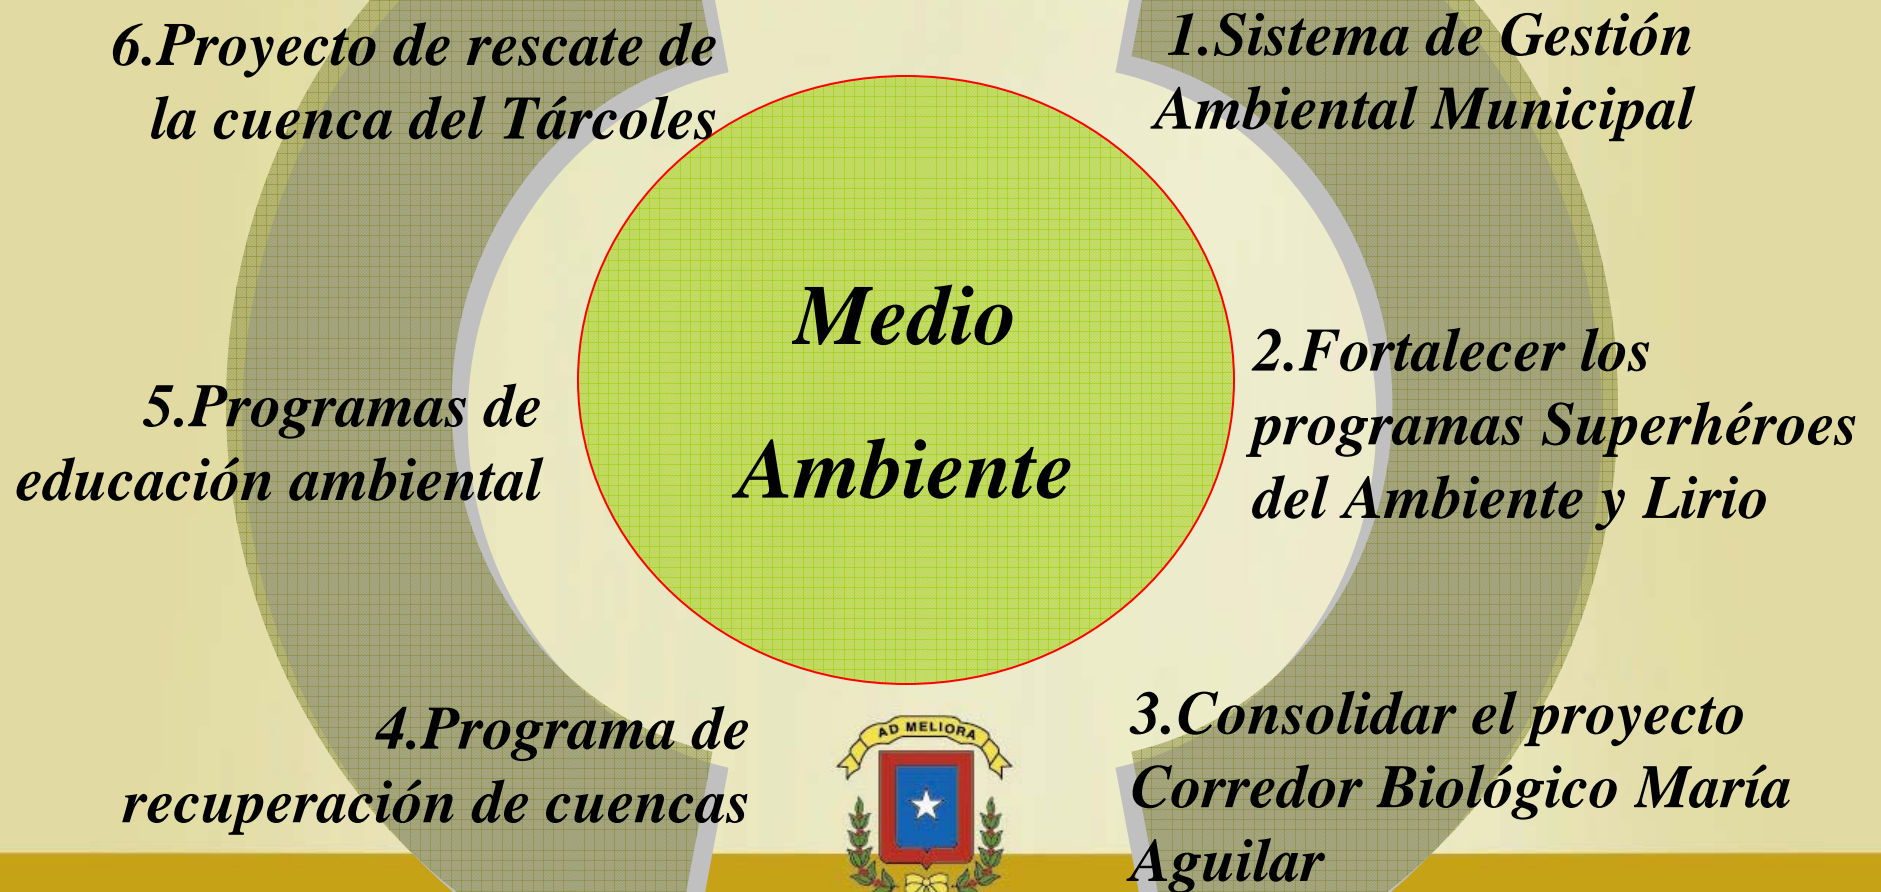 1.Sistema de Gestión
Ambiental Municipal
2.Fortalecer los
programas Superhéroes
del Ambiente y Lirio
3.Consolidar el proyecto
Corredor Biológico María
Aguilar
4.Programa de
recuperación de cuencas
5.Programas de
educación ambiental
6.Proyecto de rescate de
la cuenca del Tárcoles
Medio
Ambiente
AD MELIORA